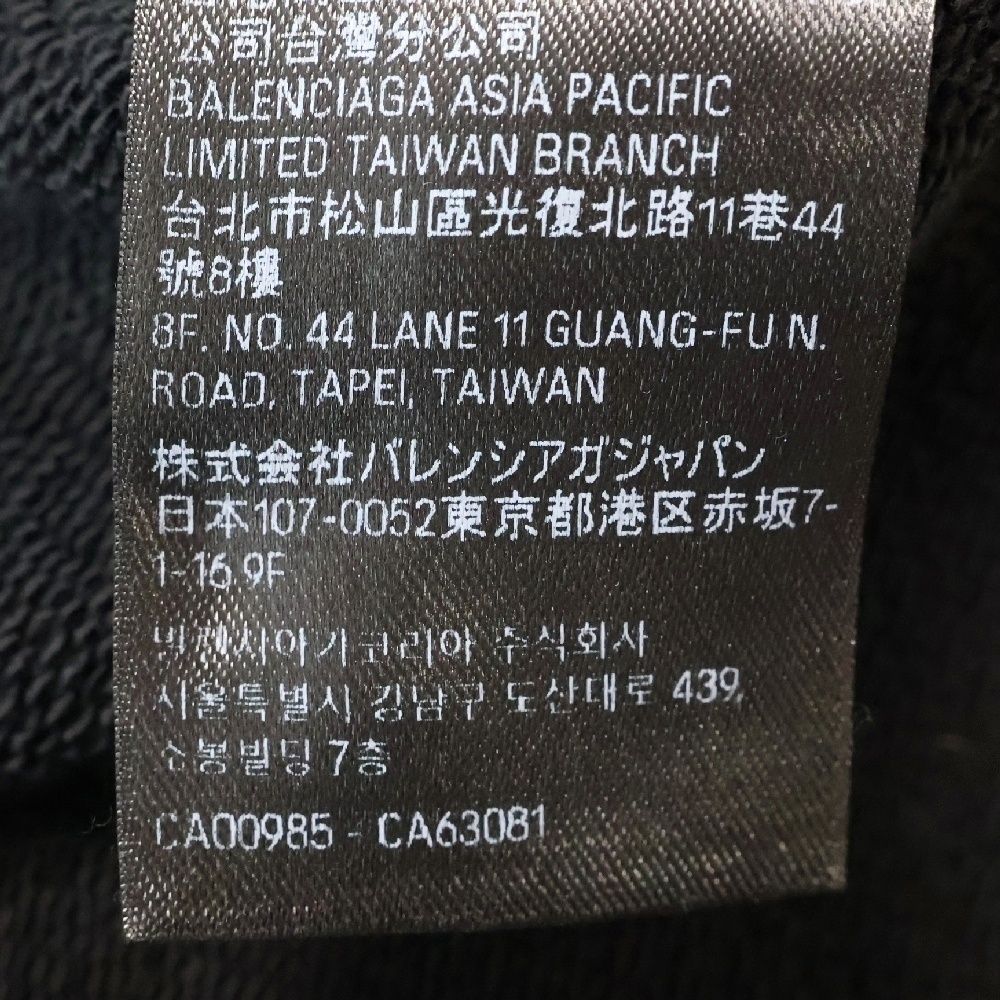 公司台灣分公司
BALENCIAGA ASIA PACIFIC
LIMITED TAIWAN BRANCH
台北市松山區光復北路11巷44
號8樓
8F. NO. 44 LANE 11 GUANG-FU N.
ROAD, TAPEI, TAIWAN
株式会社バレンシアガジャパン
日本107-0052東京都港区赤坂7-
1-16 9F
발렌시아가코리아 주식회사
서울특별시 강남구 도산대로 439,
소봉빌딩 7층
CA00985 - CA63081